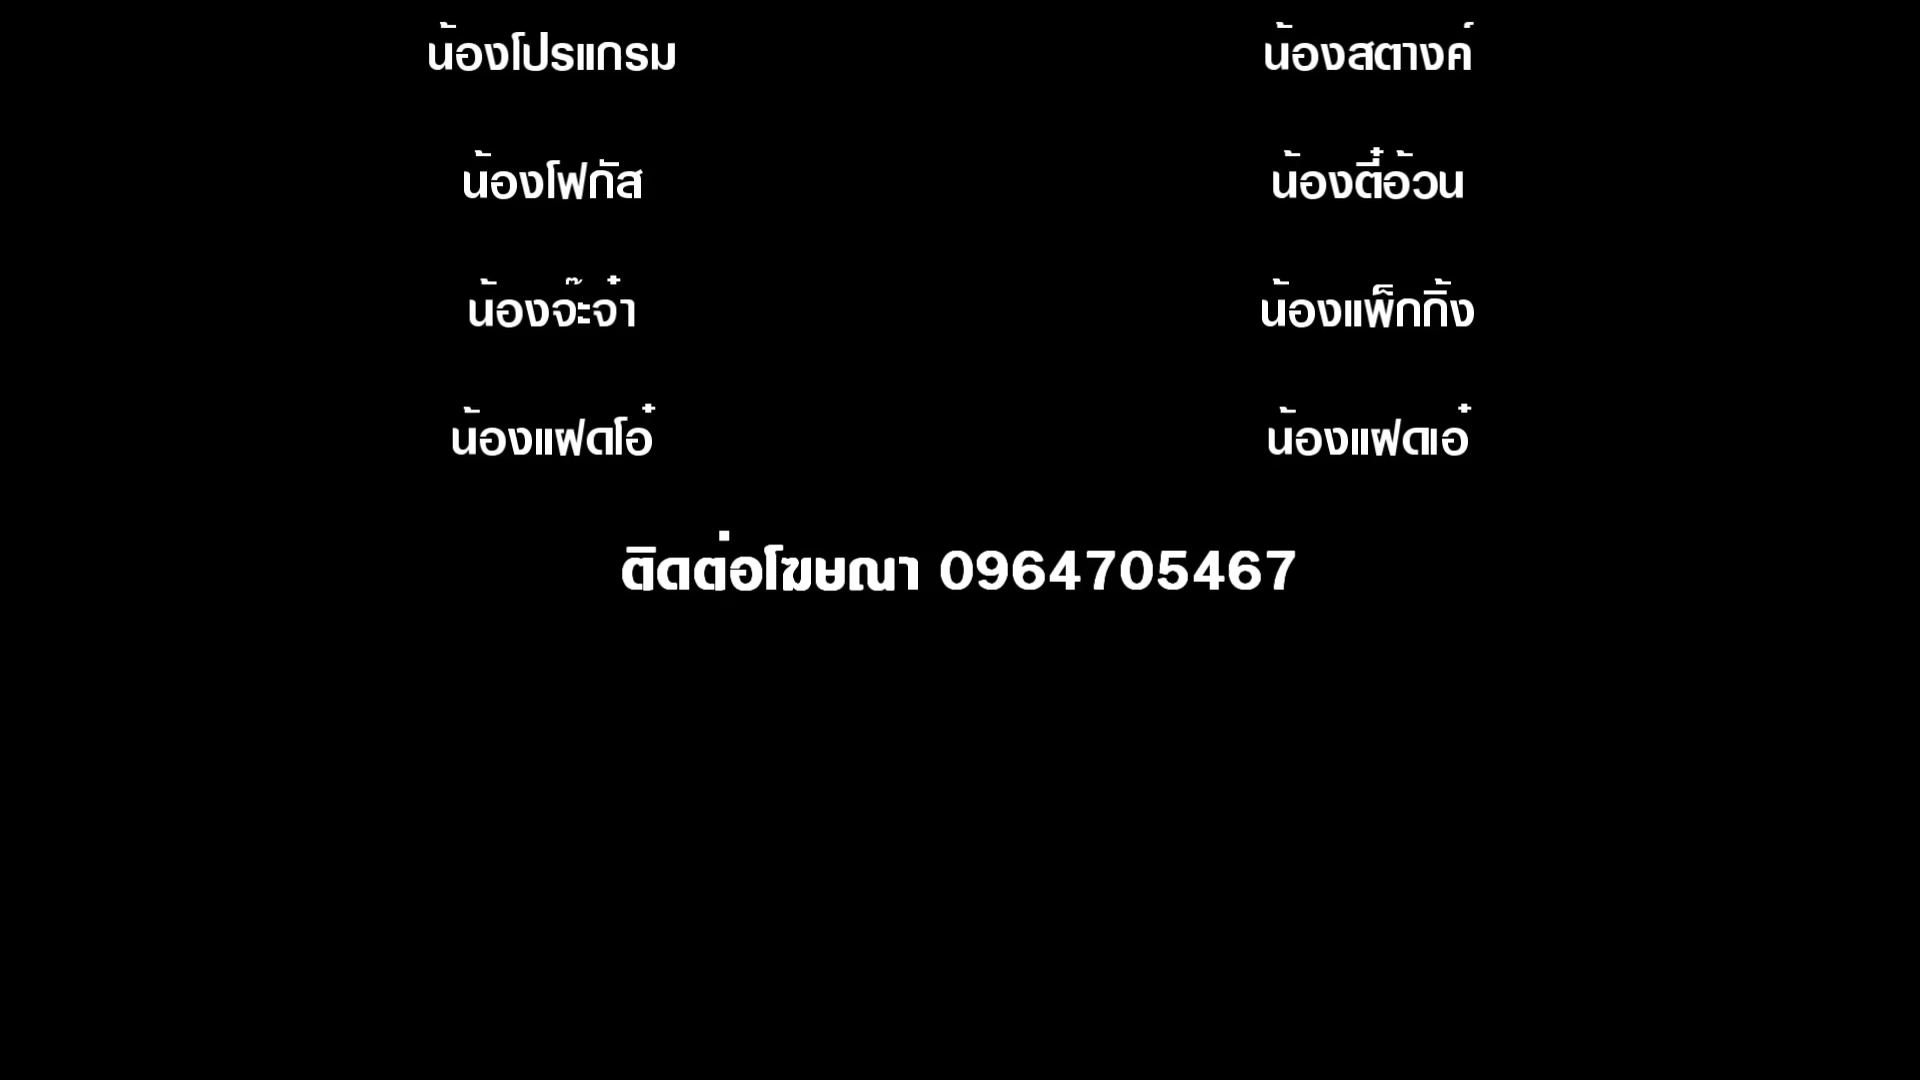 น้องโปรแกรม น้องสตางค์
น้องโฟกัส น้องตี๋อ้วน
น้องจ๊ะจ๋า น้องแพ็กกิ้ง
น้องแฝดโอ๋ น้องแฝดเอ๋
ติดต่อโฆษณา 0964705467